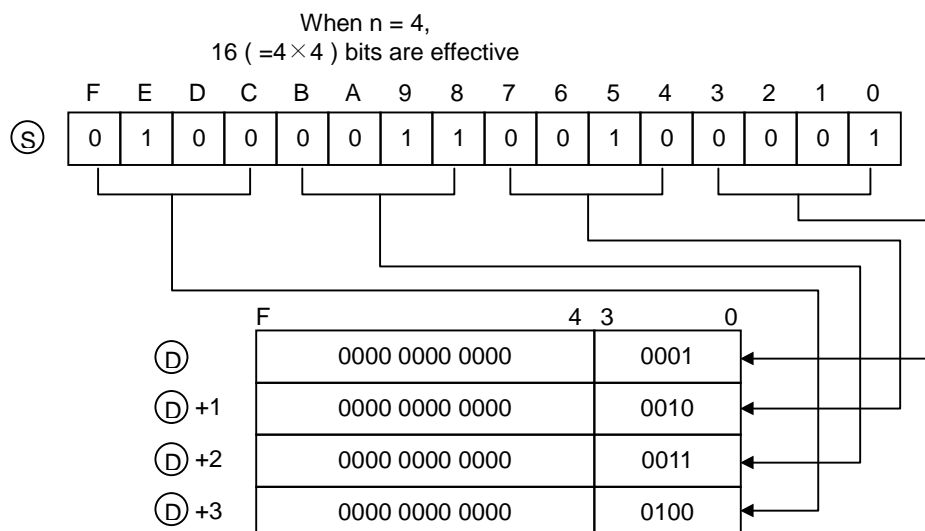 When n = 4,
16 ( =4×4 ) bits are effective
F E D C B A 9 8 7 6 5 4 3 2 1 0
S 0 1 0 0 0 0 1 1 0 0 1 0 0 0 0 1
F 4 3 0
D 0000 0000 0000 0001
D +1 0000 0000 0000 0010
D +2 0000 0000 0000 0011
D +3 0000 0000 0000 0100